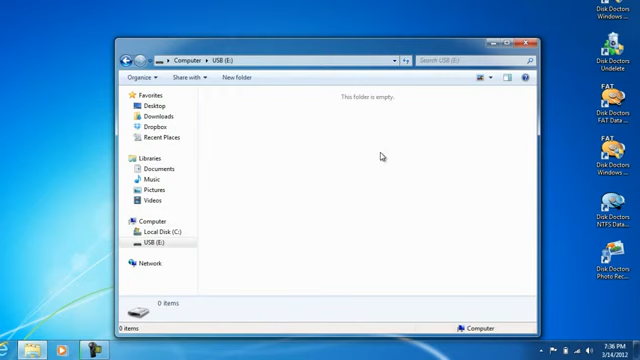 Computer ▸ USB (E:)
Search USB (E:)
Organize
Share with
New folder
Favorites
Desktop
Downloads
Dropbox
Recent Places
Libraries
Documents
Music
Pictures
Videos
Computer
Local Disk (C:)
USB (E:)
Network
This folder is empty.
0 items
0 items
Computer
Disk Doctors
Windows ...
Disk Doctors
Undelete
FAT
Disk Doctors
FAT Data ...
FAT
Disk Doctors
Windows ...
Disk Doctors
NTFS Data...
Disk Doctors
Photo Rec...
7:36 PM
3/14/2012